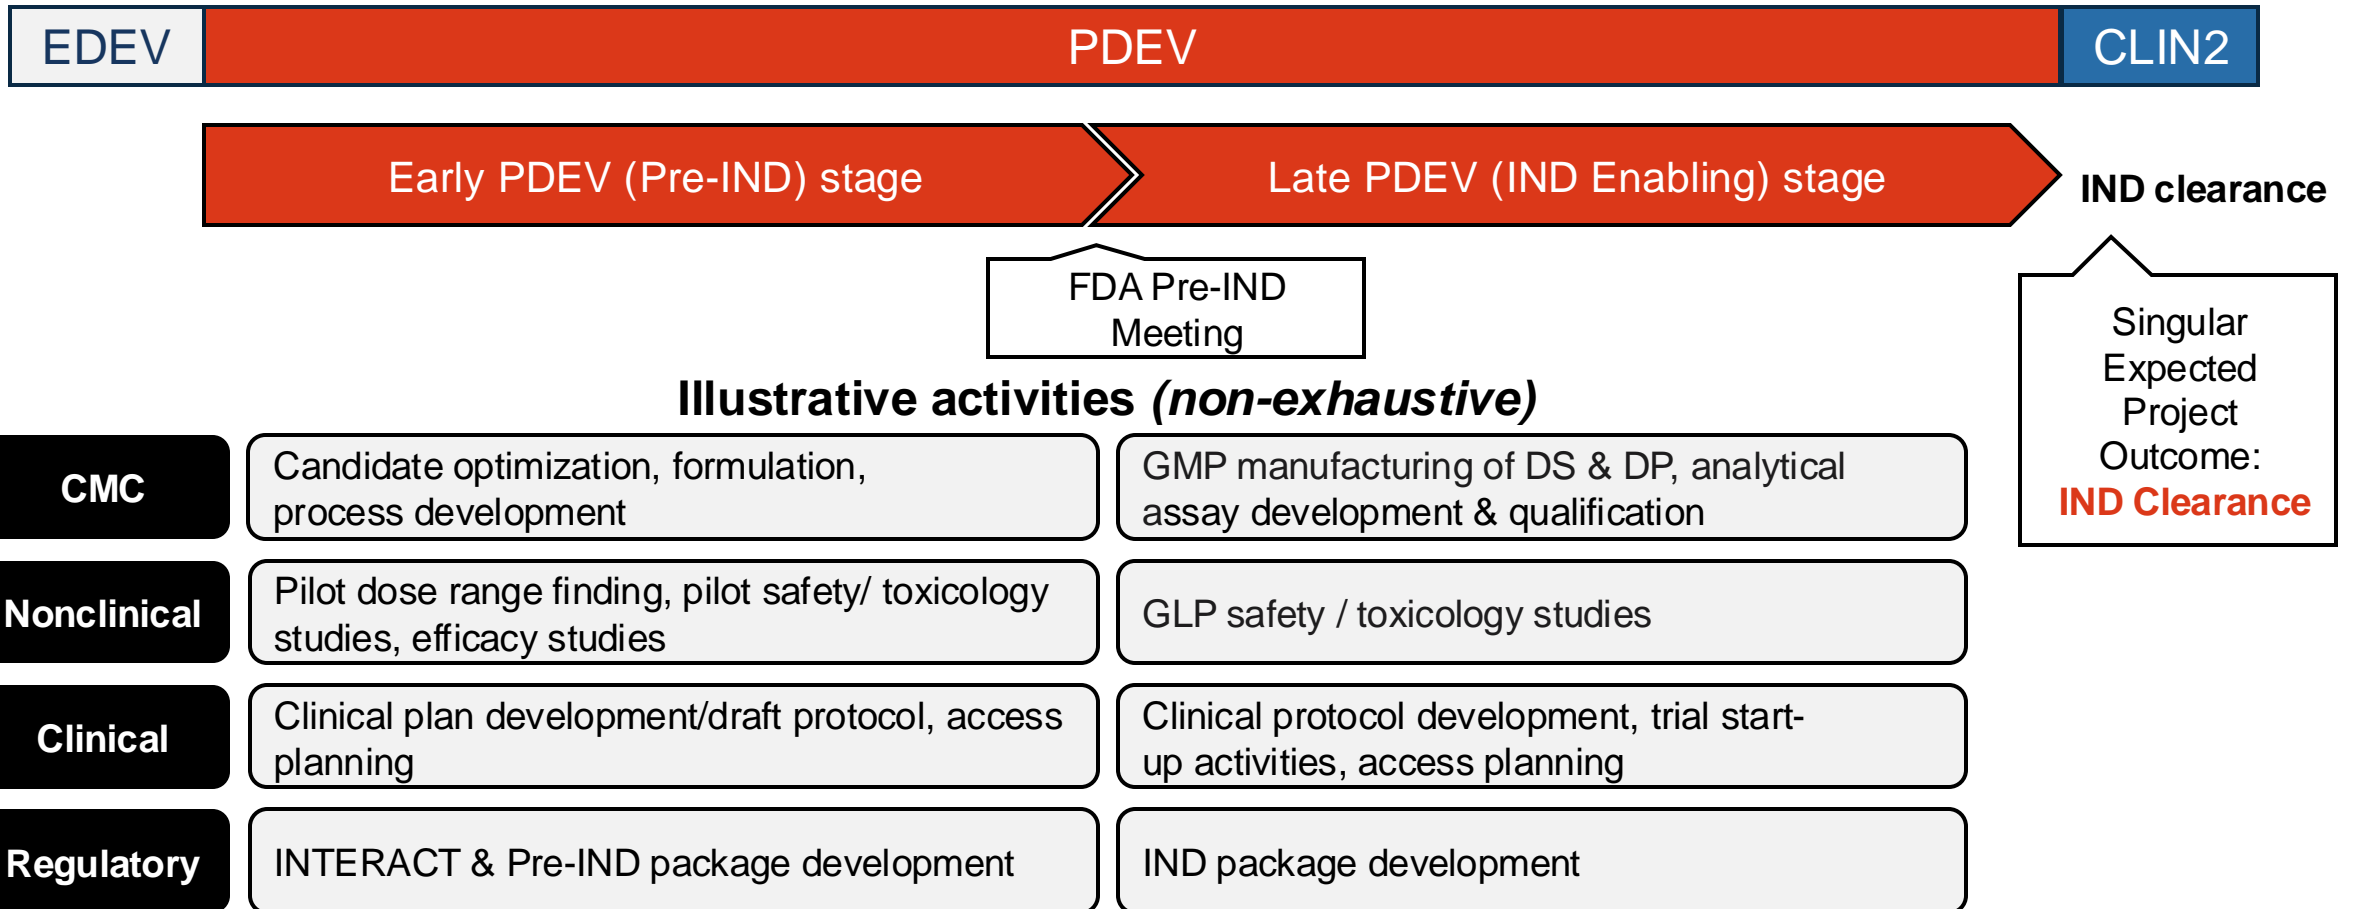 EDEV
PDEV
CLIN2
Early PDEV (Pre-IND) stage
Late PDEV (IND Enabling) stage
IND clearance
FDA Pre-IND
Meeting
Singular
Expected
Project
Outcome:
IND Clearance
Illustrative activities (non-exhaustive)
CMC
Candidate optimization, formulation,
process development
GMP manufacturing of DS & DP, analytical
assay development & qualification
Nonclinical
Pilot dose range finding, pilot safety/ toxicology
studies, efficacy studies
GLP safety / toxicology studies
Clinical
Clinical plan development/draft protocol, access
planning
Clinical protocol development, trial start-
up activities, access planning
Regulatory
INTERACT & Pre-IND package development
IND package development